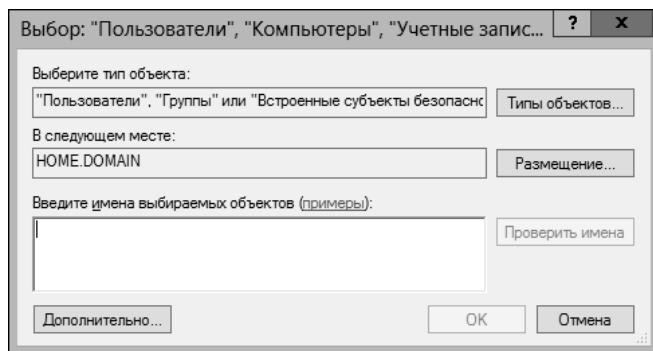 Выбор: "Пользователи", "Компьютеры", "Учетные запис...
? x
Выберите тип объекта:
"Пользователи", "Группы" или "Встроенные субъекты безопасно
Типы объектов...
В следующем месте:
HOME.DOMAIN
Размещение...
Введите имена выбираемых объектов (примеры):
Проверить имена
Дополнительно...
OK
Отмена